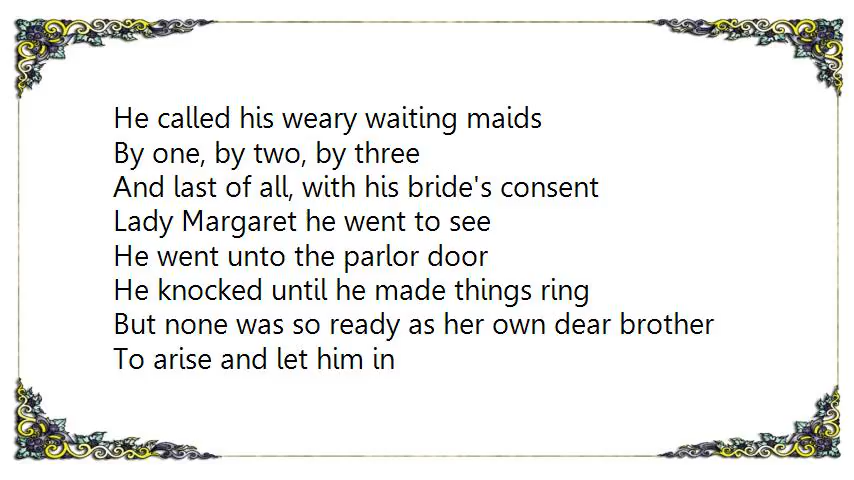 He called his weary waiting maids
By one, by two, by three
And last of all, with his bride's consent
Lady Margaret he went to see
He went unto the parlor door
He knocked until he made things ring
But none was so ready as her own dear brother
To arise and let him in